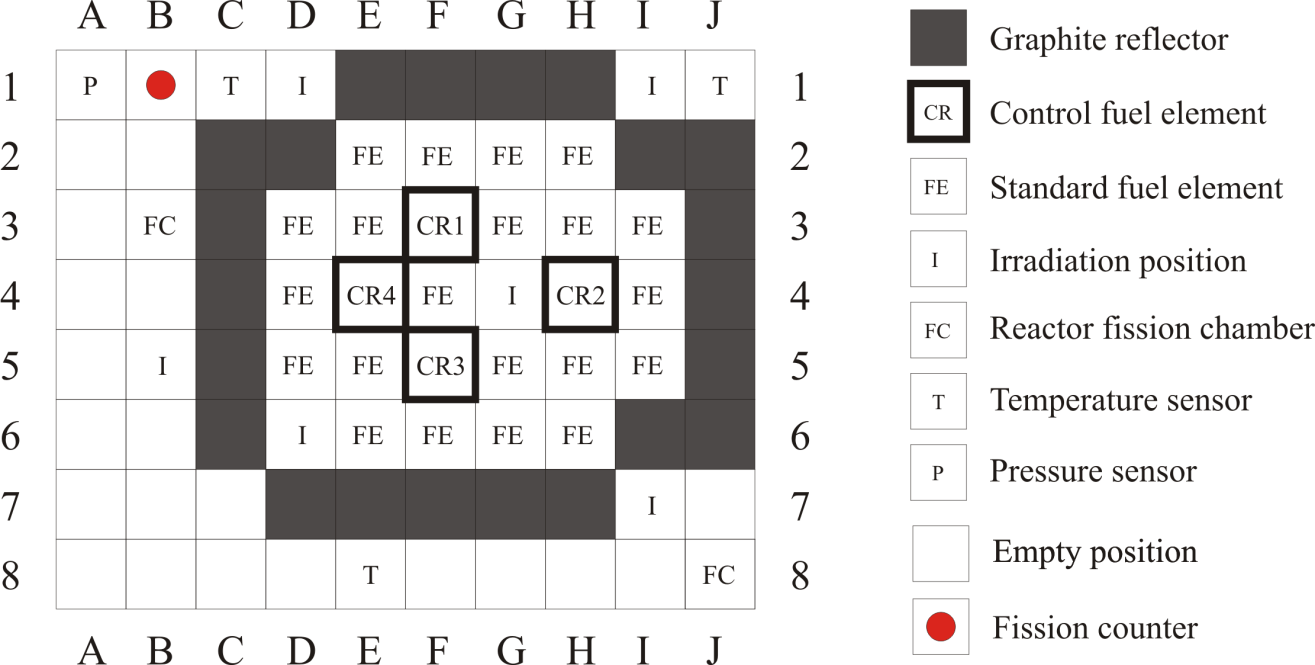 A B C D E F G H I J
1 P T I I T 1
2 FE FE FE FE 2
3 FC FE FE CR1 FE FE FE 3
4 FE CR4 FE I CR2 FE 4
5 I FE FE CR3 FE FE FE 5
6 I FE FE FE FE 6
7 I 7
8 T FC 8
A B C D E F G H I J
Graphite reflector
CR Control fuel element
FE Standard fuel element
I Irradiation position
FC Reactor fission chamber
T Temperature sensor
P Pressure sensor
Empty position
Fission counter